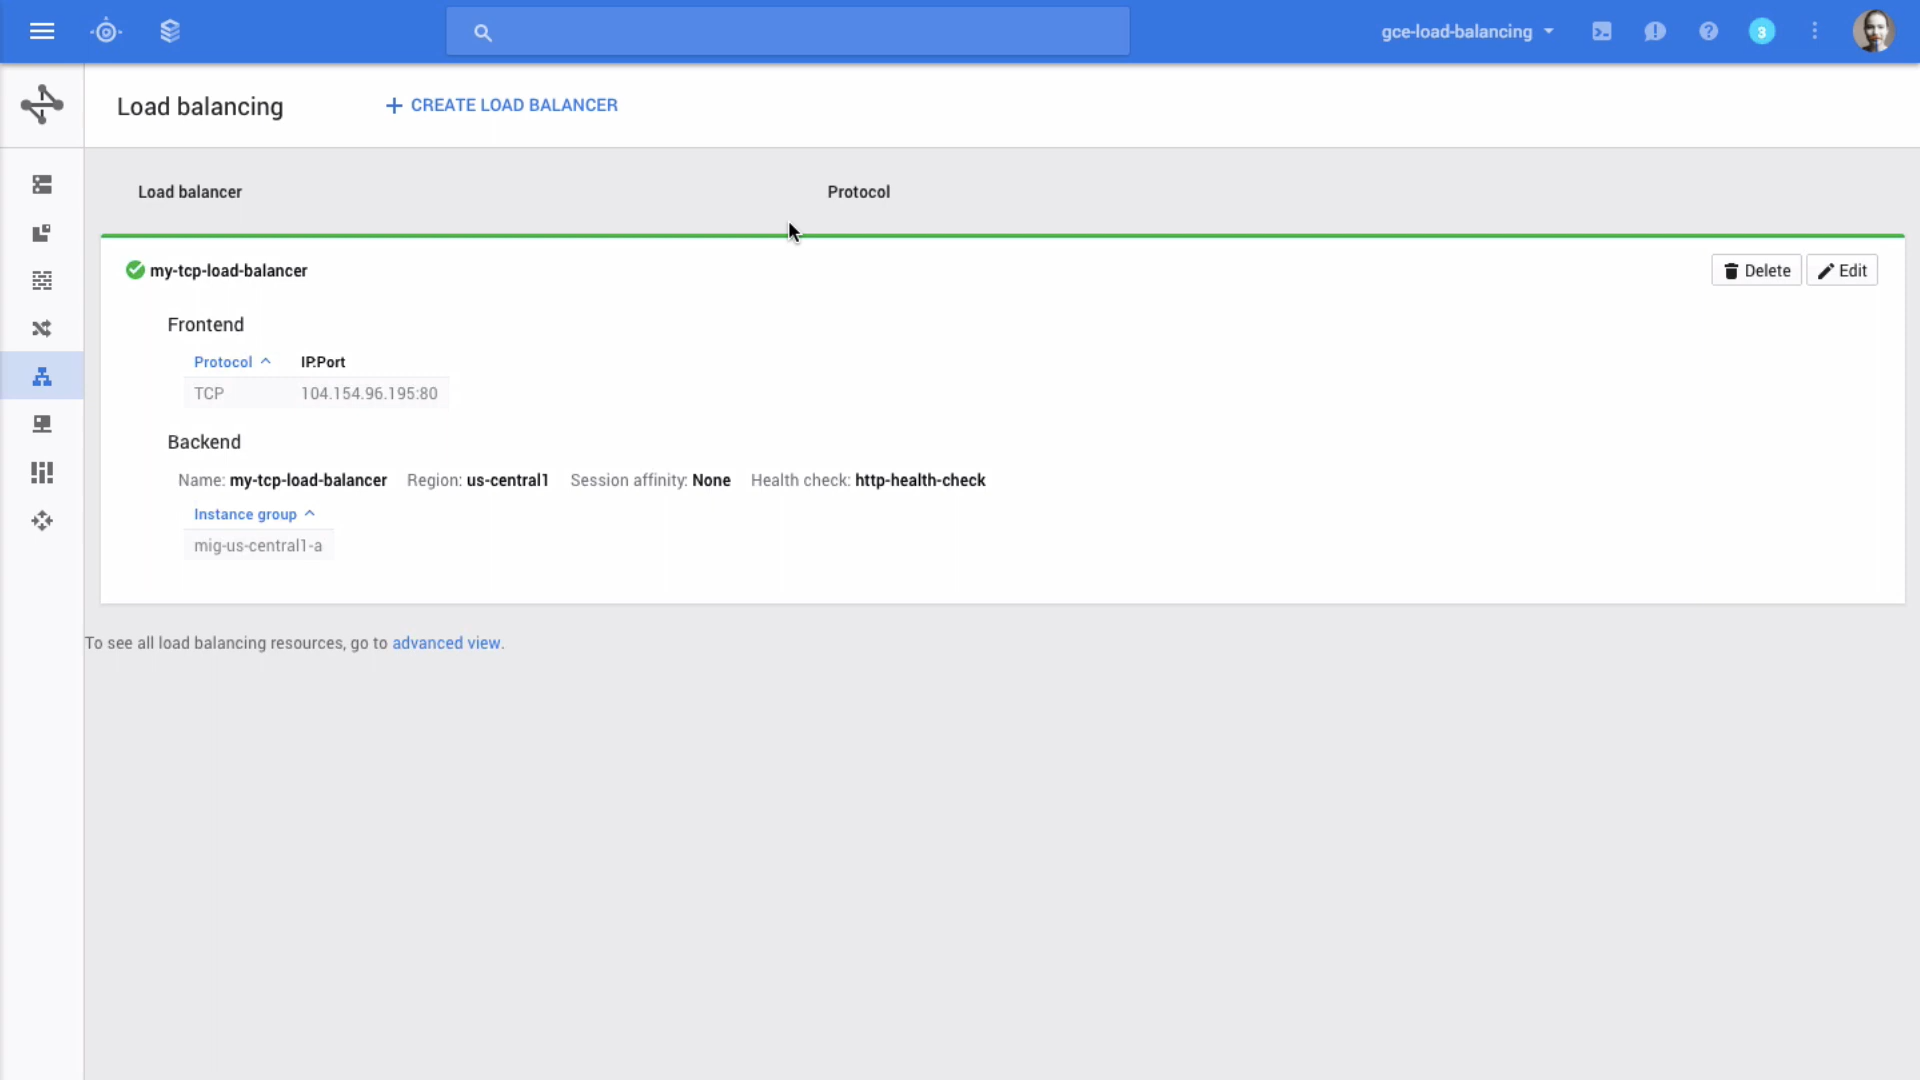 gce-load-balancing
3
Load balancing
CREATE LOAD BALANCER
Load balancer Protocol
my-tcp-load-balancer
Delete Edit
Frontend
Protocol IP:Port
TCP 104.154.96.195:80
Backend
Name: my-tcp-load-balancer Region: us-central1 Session affinity: None Health check: http-health-check
Instance group
mig-us-central1-a
To see all load balancing resources, go to advanced view.